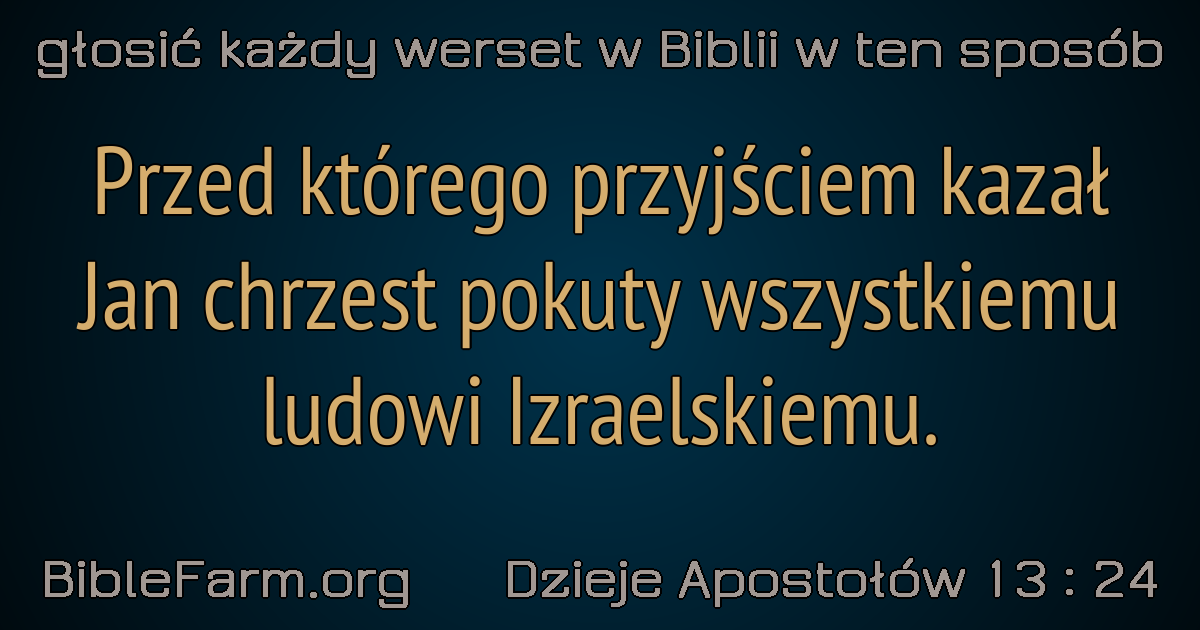 głosić każdy werset w Biblii w ten sposób
Przed którego przyjściem kazał
Jan chrzest pokuty wszystkiemu
ludowi Izraelskiemu.
BibleFarm.org Dzieje Apostołów 13 : 24